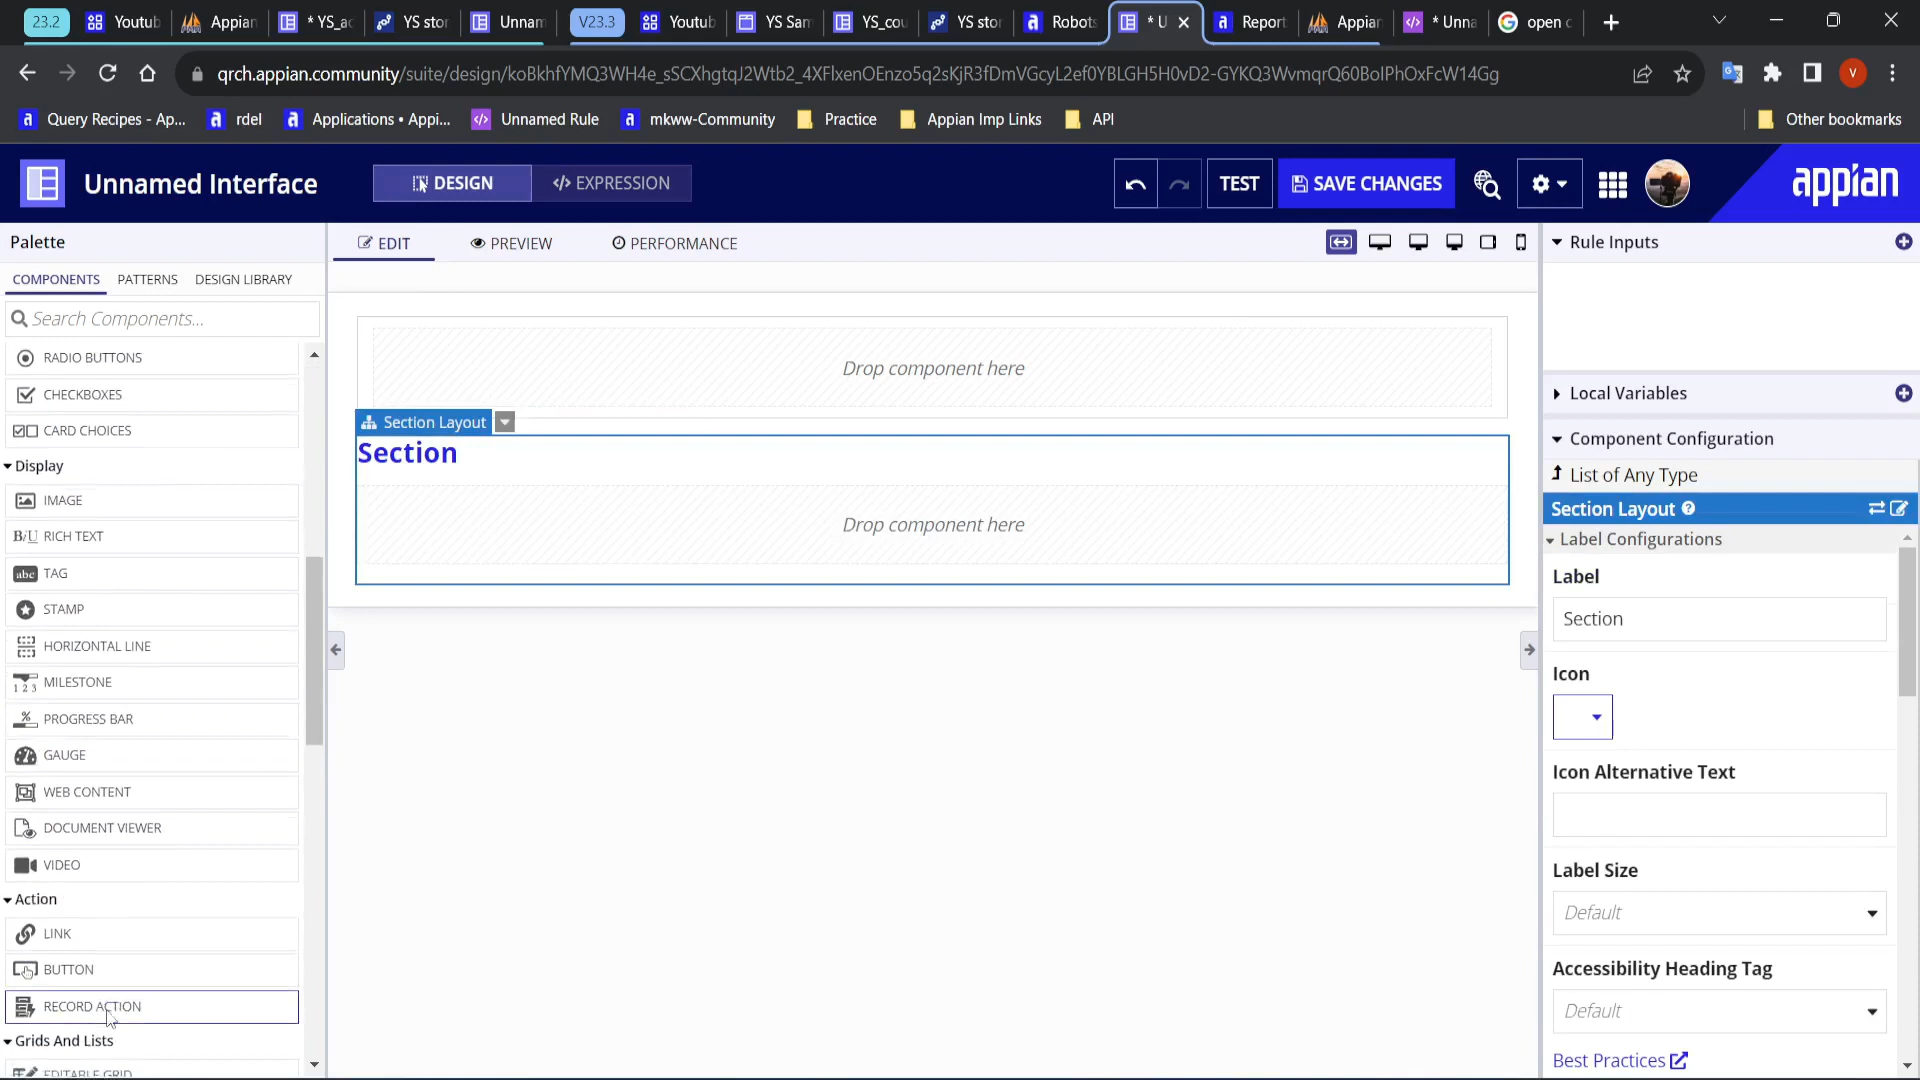 23.2 Youtub Appian * YS_ac YS stor Unnam V23.3 Youtub YS Sam YS_cou YS stor Robots * U Report Appian * Unna open c
qrch.appian.community/suite/design/koBkhfYMQ3WH4e_sSCXhgtqJ2Wtb2_4XFlxenOEnzo5q2sKjR3fDmVGcyL2ef0YBLGH5H0vD2-GYKQ3WvmqrQ60BoIPhOxFcW14Gg V
Query Recipes - Ap... rdel Applications • Appi... Unnamed Rule mkww-Community Practice Appian Imp Links API Other bookmarks
Unnamed Interface DESIGN EXPRESSION TEST SAVE CHANGES appian
Palette EDIT PREVIEW PERFORMANCE Rule Inputs
COMPONENTS PATTERNS DESIGN LIBRARY
Search Components...
RADIO BUTTONS
CHECKBOXES
CARD CHOICES
Display
IMAGE
RICH TEXT
TAG
STAMP
HORIZONTAL LINE
MILESTONE
PROGRESS BAR
GAUGE
WEB CONTENT
DOCUMENT VIEWER
VIDEO
Action
LINK
BUTTON
RECORD ACTION
Grids And Lists
EDITABLE GRID
Drop component here
Section Layout
Section
Drop component here
Local Variables
Component Configuration
List of Any Type
Section Layout
Label Configurations
Label
Section
Icon
Icon Alternative Text
Label Size
Default
Accessibility Heading Tag
Default
Best Practices